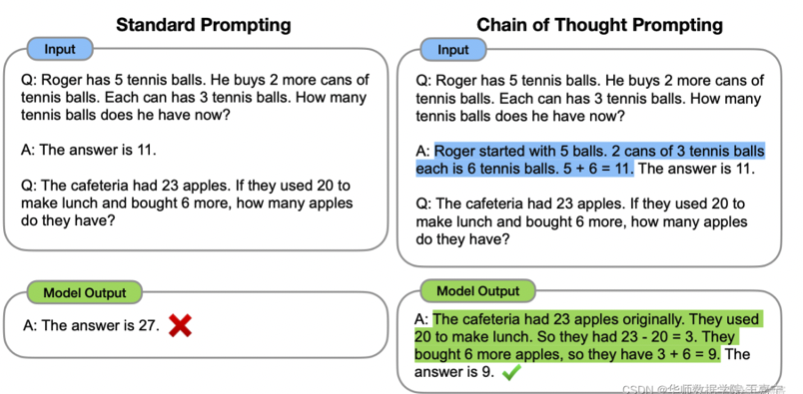 Standard Prompting
Input
Q: Roger has 5 tennis balls. He buys 2 more cans of
tennis balls. Each can has 3 tennis balls. How many
tennis balls does he have now?
A: The answer is 11.
Q: The cafeteria had 23 apples. If they used 20 to
make lunch and bought 6 more, how many apples
do they have?
Model Output
A: The answer is 27.
Chain of Thought Prompting
Input
Q: Roger has 5 tennis balls. He buys 2 more cans of
tennis balls. Each can has 3 tennis balls. How many
tennis balls does he have now?
A: Roger started with 5 balls. 2 cans of 3 tennis balls
each is 6 tennis balls. 5 + 6 = 11. The answer is 11.
Q: The cafeteria had 23 apples. If they used 20 to
make lunch and bought 6 more, how many apples
do they have?
Model Output
A: The cafeteria had 23 apples originally. They used
20 to make lunch. So they had 23 - 20 = 3. They
bought 6 more apples, so they have 3 + 6 = 9. The
answer is 9.
CSDN @华师数据学院